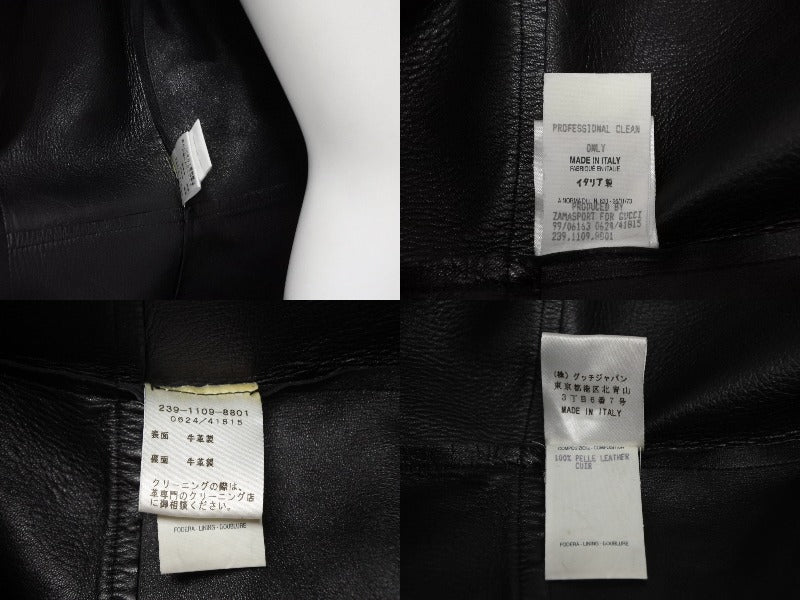 PROFESSIONAL CLEAN
ONLY
MADE IN ITALY
FABRIQUE EN ITALIE
イタリア製
PRODUCED BY
ZAMASPORT FOR GUCCI
99/06163 0624/41815
239.1109.8801
239-1109-8801
0624/41815
表面 牛革製
裏面 牛革製
クリーニングの際は、
革専門のクリーニング店
に御相談ください。
FODERA - LINING - DOUBLURE
(株) グッチジャパン
東京都港区北青山
3丁目6番7号
MADE IN ITALY
100% PELLE LEATHER
CUIR
FODERA - LINING - DOUBLURE